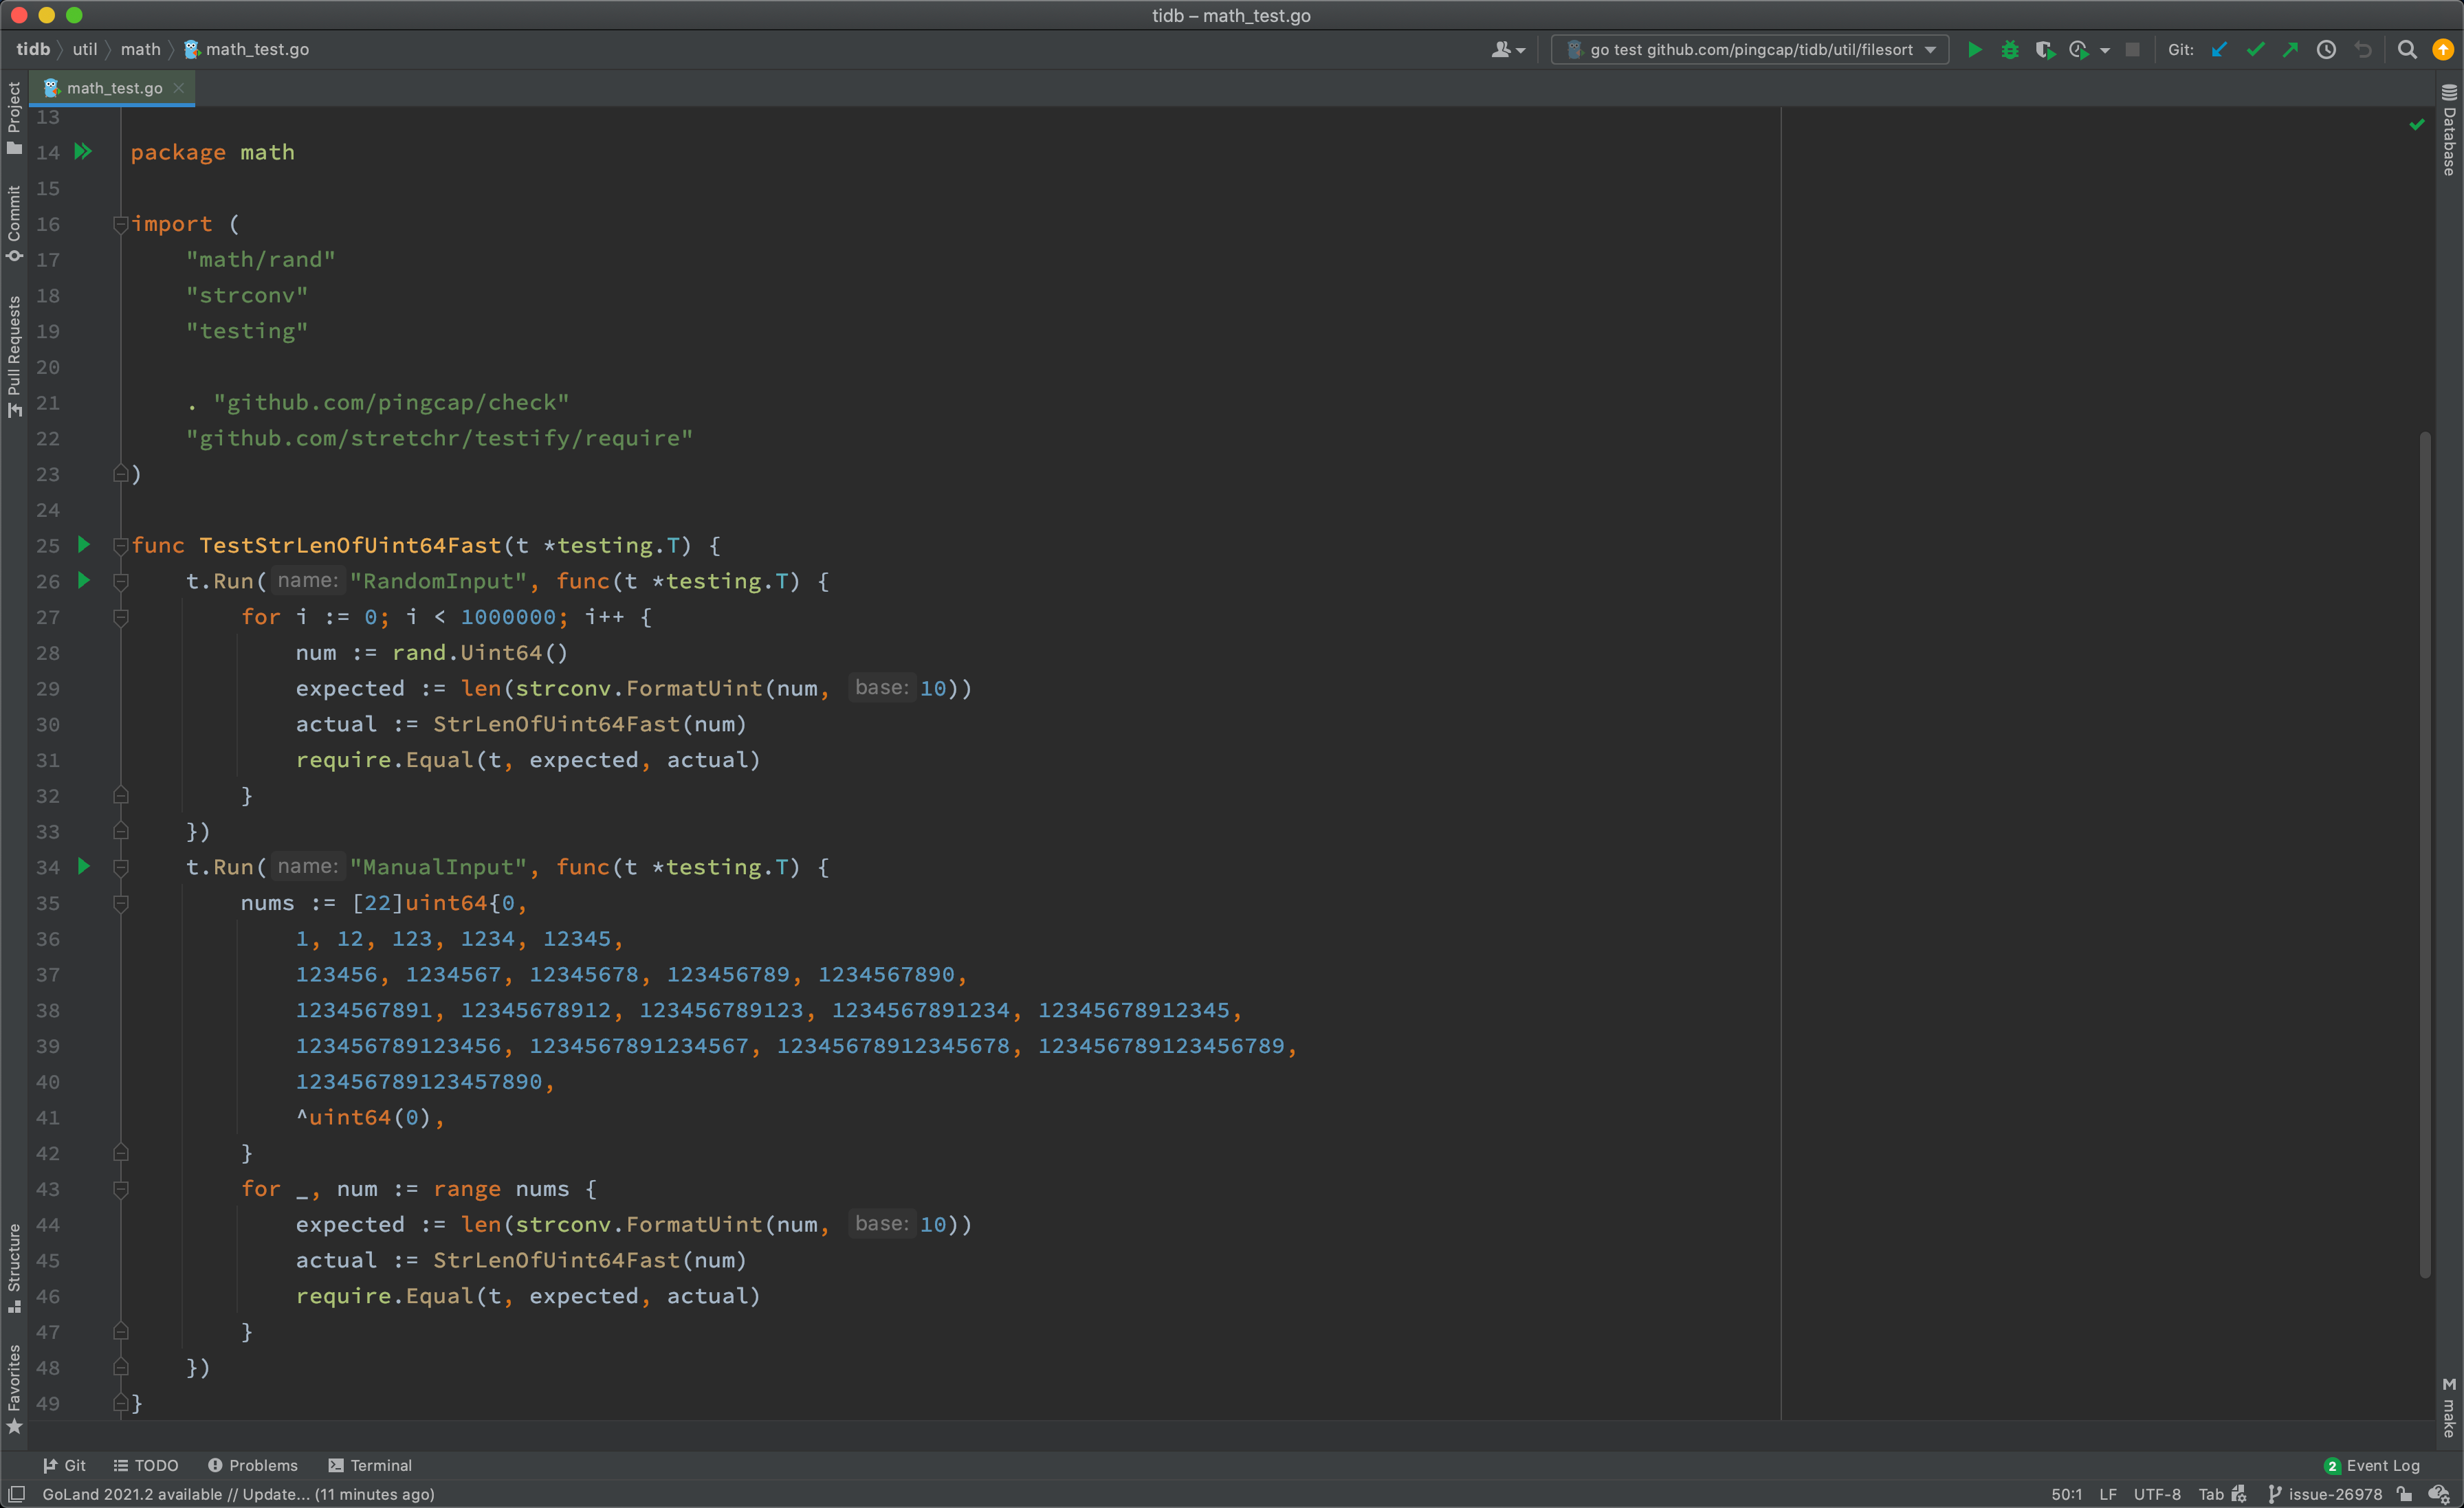 tidb – math_test.go
tidb util math math_test.go go test github.com/pingcap/tidb/util/filesort Git:
math_test.go
Project
Commit
Pull Requests
Structure
Favorites
Database
M make
13
14 package math
15
16 import (
17 "math/rand"
18 "strconv"
19 "testing"
20
21 . "github.com/pingcap/check"
22 "github.com/stretchr/testify/require"
23 )
24
25 func TestStrLenOfUint64Fast(t *testing.T) {
26 t.Run( name: "RandomInput", func(t *testing.T) {
27 for i := 0; i < 1000000; i++ {
28 num := rand.Uint64()
29 expected := len(strconv.FormatUint(num, base: 10))
30 actual := StrLenOfUint64Fast(num)
31 require.Equal(t, expected, actual)
32 }
33 })
34 t.Run( name: "ManualInput", func(t *testing.T) {
35 nums := [22]uint64{0,
36 1, 12, 123, 1234, 12345,
37 123456, 1234567, 12345678, 123456789, 1234567890,
38 1234567891, 12345678912, 123456789123, 1234567891234, 12345678912345,
39 123456789123456, 1234567891234567, 12345678912345678, 123456789123456789,
40 123456789123457890,
41 ^uint64(0),
42 }
43 for _, num := range nums {
44 expected := len(strconv.FormatUint(num, base: 10))
45 actual := StrLenOfUint64Fast(num)
46 require.Equal(t, expected, actual)
47 }
48 })
49 }
Git TODO Problems Terminal 2 Event Log
GoLand 2021.2 available // Update... (11 minutes ago) 50:1 LF UTF-8 Tab issue-26978